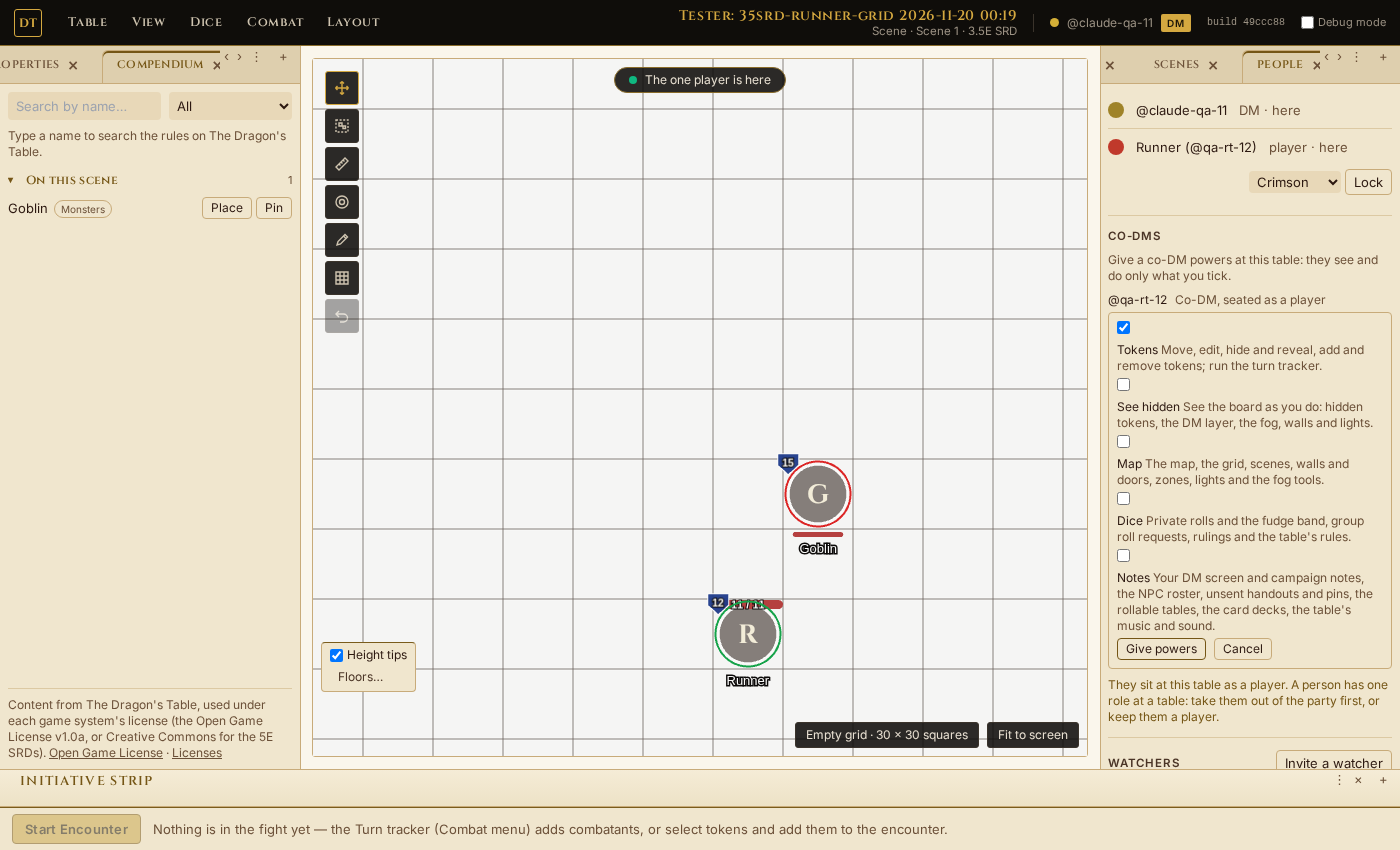 DT
TABLE
VIEW
DICE
COMBAT
LAYOUT
TESTER: 35SRD-RUNNER-GRID 2026-11-20 00:19
Scene · Scene 1 · 3.5E SRD
@claude-qa-11 DM
build 49ccc88
Debug mode
OPERTIES
COMPENDIUM
Search by name...
All
Type a name to search the rules on The Dragon's
Table.
ON THIS SCENE 1
Goblin Monsters Place Pin
Content from The Dragon's Table, used under
each game system's license (the Open Game
License v1.0a, or Creative Commons for the 5E
SRDs). Open Game License · Licenses
The one player is here
15
G
Goblin
12
11 / 11
R
Runner
Height tips
Floors...
Empty grid · 30 × 30 squares
Fit to screen
SCENES
PEOPLE
@claude-qa-11 DM · here
Runner (@qa-rt-12) player · here
Crimson Lock
CO-DMS
Give a co-DM powers at this table: they see and
do only what you tick.
@qa-rt-12 Co-DM, seated as a player
Tokens Move, edit, hide and reveal, add and
remove tokens; run the turn tracker.
See hidden See the board as you do: hidden
tokens, the DM layer, the fog, walls and lights.
Map The map, the grid, scenes, walls and
doors, zones, lights and the fog tools.
Dice Private rolls and the fudge band, group
roll requests, rulings and the table's rules.
Notes Your DM screen and campaign notes,
the NPC roster, unsent handouts and pins, the
rollable tables, the card decks, the table's
music and sound.
Give powers
Cancel
They sit at this table as a player. A person has one
role at a table: take them out of the party first, or
keep them a player.
WATCHERS
Invite a watcher
INITIATIVE STRIP
Start Encounter
Nothing is in the fight yet — the Turn tracker (Combat menu) adds combatants, or select tokens and add them to the encounter.